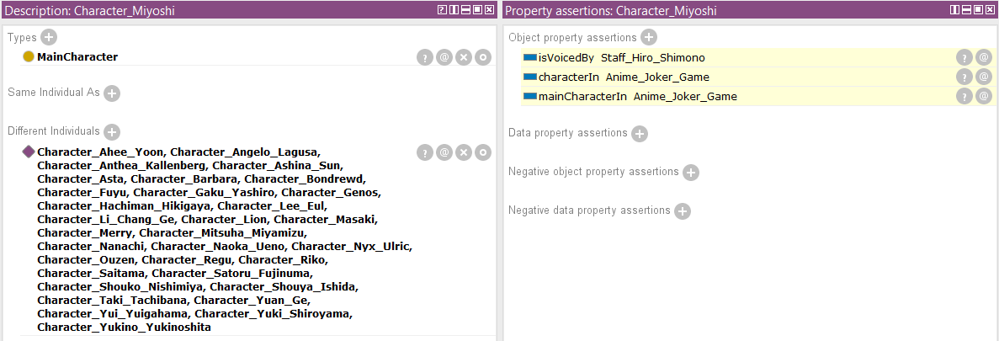 Description: Character_Miyoshi
Types
MainCharacter
Same Individual As
Different Individuals
Character_Ahee_Yoon, Character_Angelo_Lagusa,
Character_Anthea_Kallenberg, Character_Ashina_Sun,
Character_Asta, Character_Barbara, Character_Bondrewd,
Character_Fuyu, Character_Gaku_Yashiro, Character_Genos,
Character_Hachiman_Hikigaya, Character_Lee_Eul,
Character_Li_Chang_Ge, Character_Lion, Character_Masaki,
Character_Merry, Character_Mitsuha_Miyamizu,
Character_Nanachi, Character_Naoka_Ueno, Character_Nyx_Ulric,
Character_Ouzen, Character_Regu, Character_Riko,
Character_Saitama, Character_Satoru_Fujinuma,
Character_Shouko_Nishimiya, Character_Shouya_Ishida,
Character_Taki_Tachibana, Character_Yuan_Ge,
Character_Yui_Yuigahama, Character_Yuki_Shiroyama,
Character_Yukino_Yukinoshita
Property assertions: Character_Miyoshi
Object property assertions
isVoicedBy Staff_Hiro_Shimono
characterIn Anime_Joker_Game
mainCharacterIn Anime_Joker_Game
Data property assertions
Negative object property assertions
Negative data property assertions